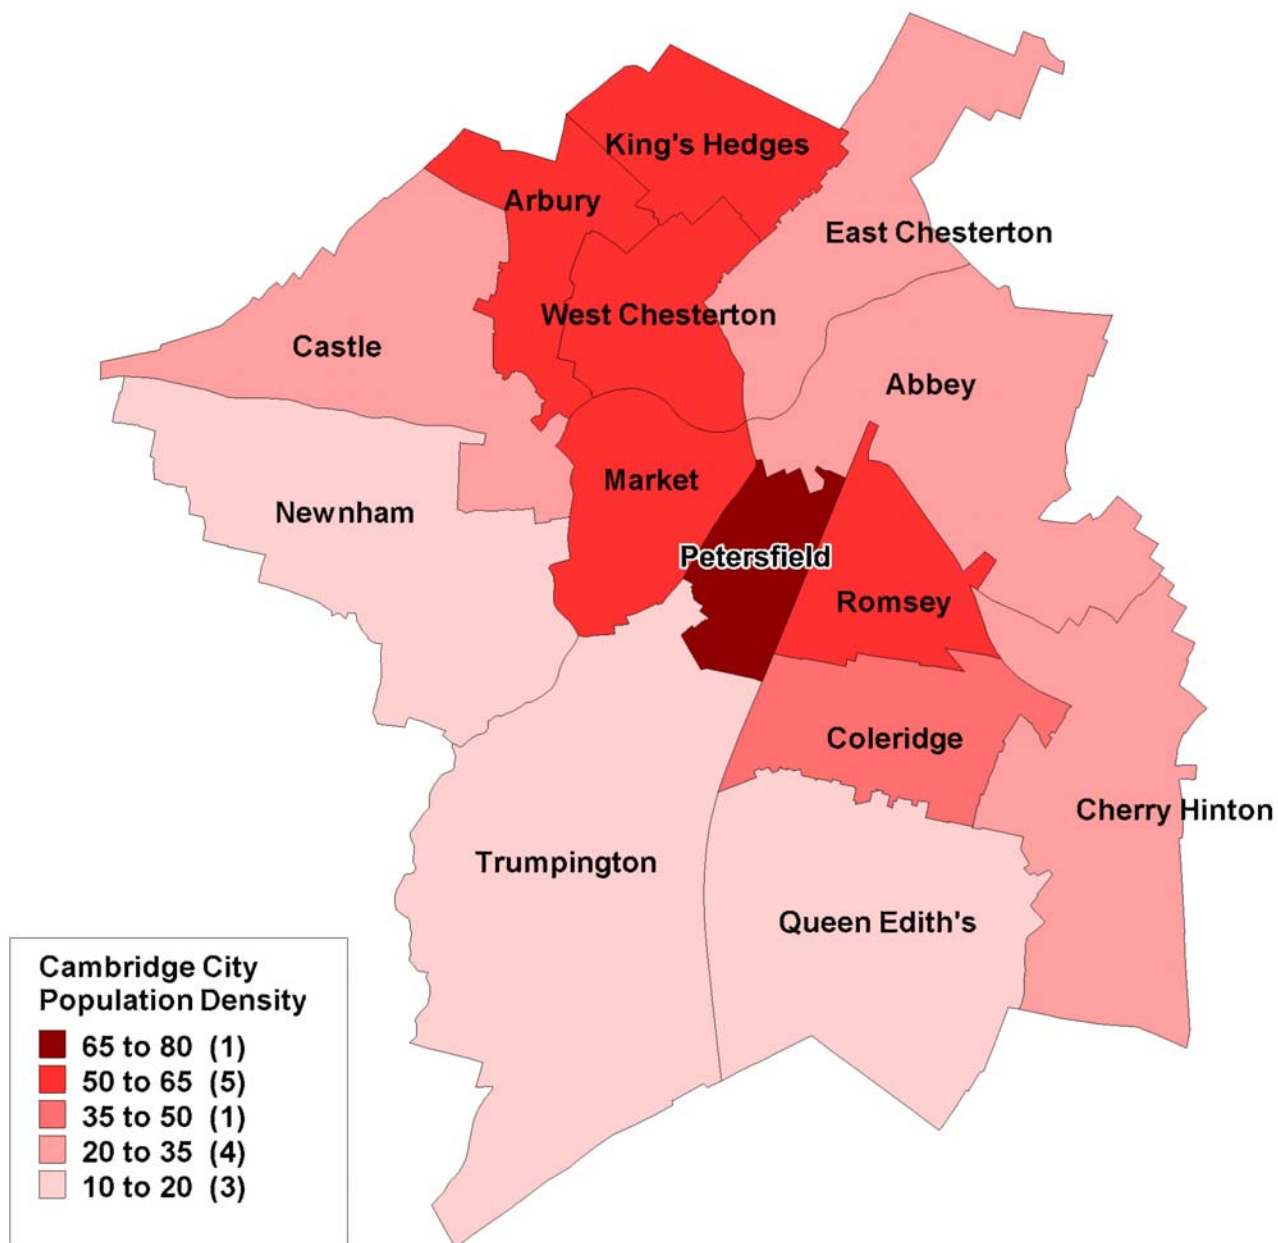 King's Hedges
Arbury
East Chesterton
West Chesterton
Castle
Abbey
Market
Newnham
Petersfield
Romsey
Coleridge
Cherry Hinton
Trumpington
Queen Edith's
Cambridge City
Population Density
65 to 80 (1)
50 to 65 (5)
35 to 50 (1)
20 to 35 (4)
10 to 20 (3)